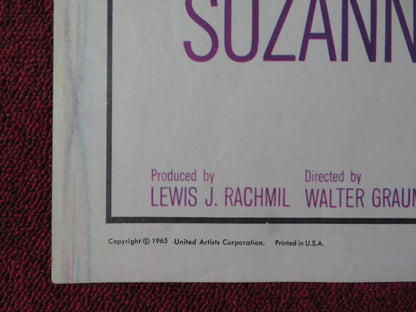 SUZANN
Produced by Directed by
LEWIS J. RACHMIL WALTER GRAUM
Copyright © 1965 United Artists Corporation. Printed in U.S.A.